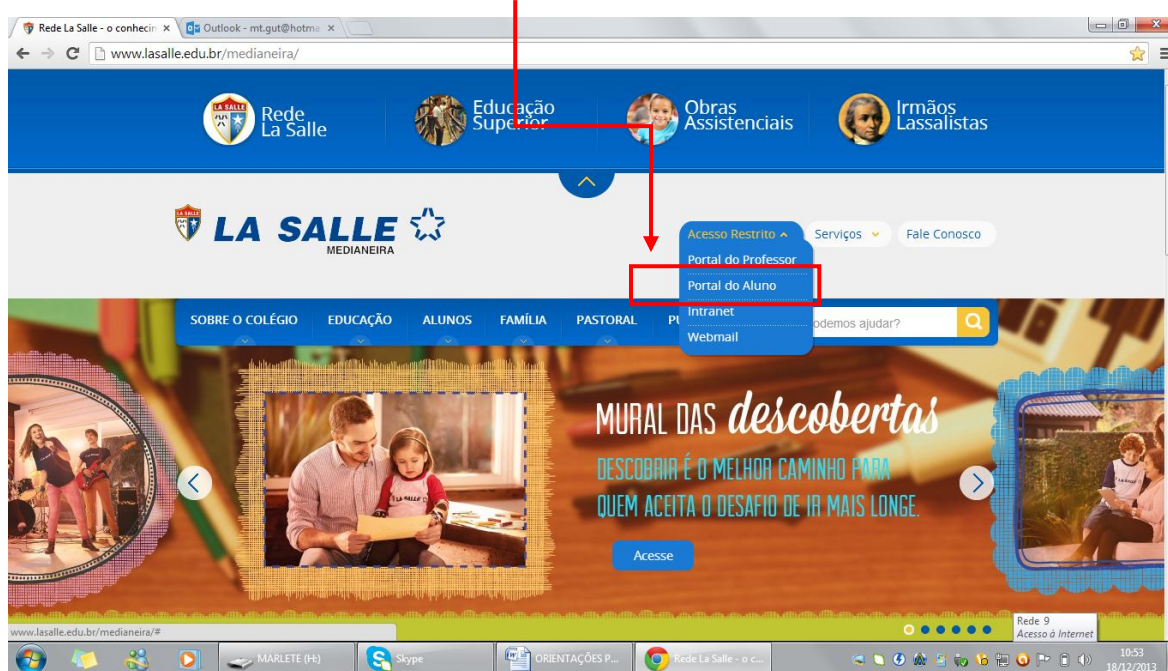 Rede La Salle - o conhecin
Outlook - mt.gut@hotma
www.lasalle.edu.br/medianeira/
LA SALLE
Rede
La Salle
Educação
Superior
Obras
Assistenciais
Irmãos
Lassalistas
LA SALLE
MEDIANEIRA
Acesso Restrito
Serviços
Fale Conosco
Portal do Professor
Portal do Aluno
Intranet
Webmail
SOBRE O COLÉGIO
EDUCAÇÃO
ALUNOS
FAMÍLIA
PASTORAL
odemos ajudar?
MURAL DAS descobertas
DESCOBRIR É O MELHOR CAMINHO PARA
QUEM ACEITA O DESAFIO DE IR MAIS LONGE.
Acesse
LA SALLE
www.lasalle.edu.br/medianeira/#
Rede 9
Acesso à Internet
MARLETE (H:)
Skype
ORIENTAÇÕES P...
Rede La Salle - o c...
10:53
18/12/2013